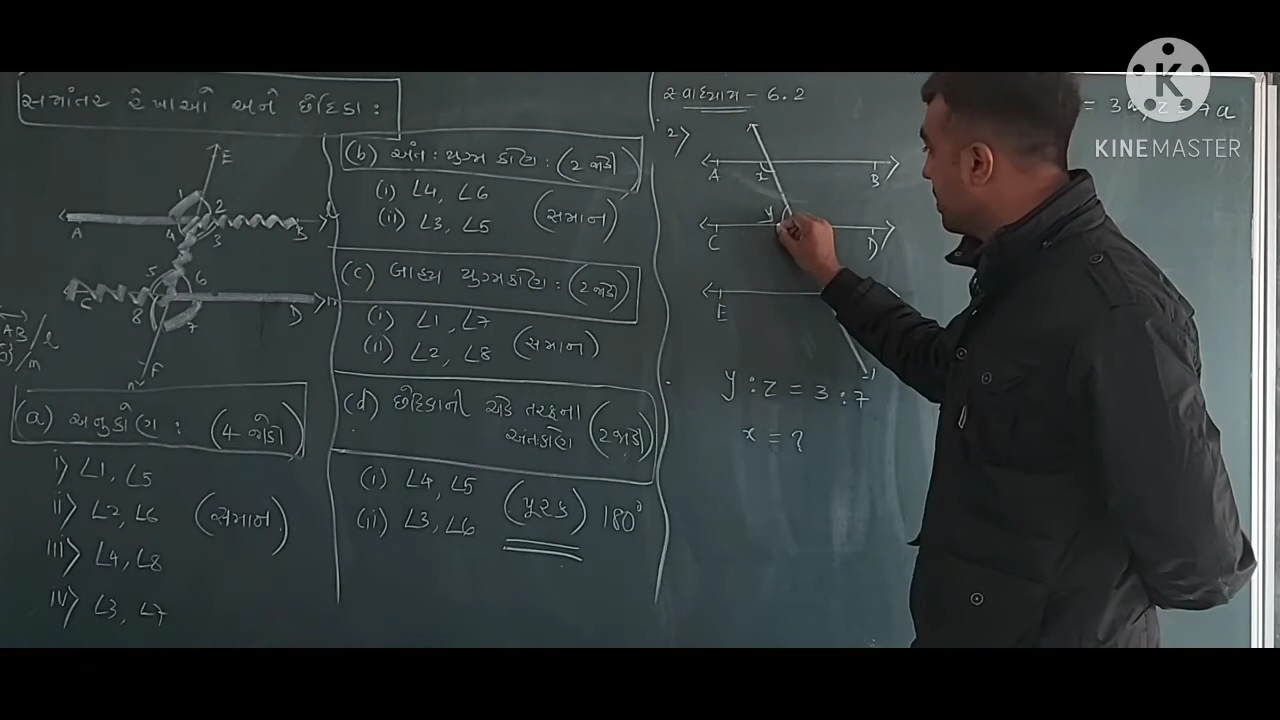 સમાંતર રેખાઓ અને છેદિકા :
E
1
2
A
4
3
B
l
5
6
C
8
7
D
m
F
n
AB / l
/ m
(a) અનુકોણ : (4 જોડી)
i) ∠1, ∠5
ii) ∠2, ∠6 (સમાન)
iii) ∠4, ∠8
iv) ∠3, ∠7
(b) અંતઃ યુગ્મકોણ : (2 જોડી)
(i) ∠4, ∠6
(ii) ∠3, ∠5 (સમાન)
(c) બાહ્ય યુગ્મકોણ : (2 જોડી)
(i) ∠1, ∠7
(ii) ∠2, ∠8 (સમાન)
(d) છેદિકાની એક તરફના
અંતઃકોણ (2 જોડી)
(i) ∠4, ∠5
(ii) ∠3, ∠6 (પૂરક) 180°
સ્વાધ્યાય - 6.2
2)
A x B
C y D
E
y : z = 3 : 7
x = ?
= 3a, z = 7a
K
KINEMASTER